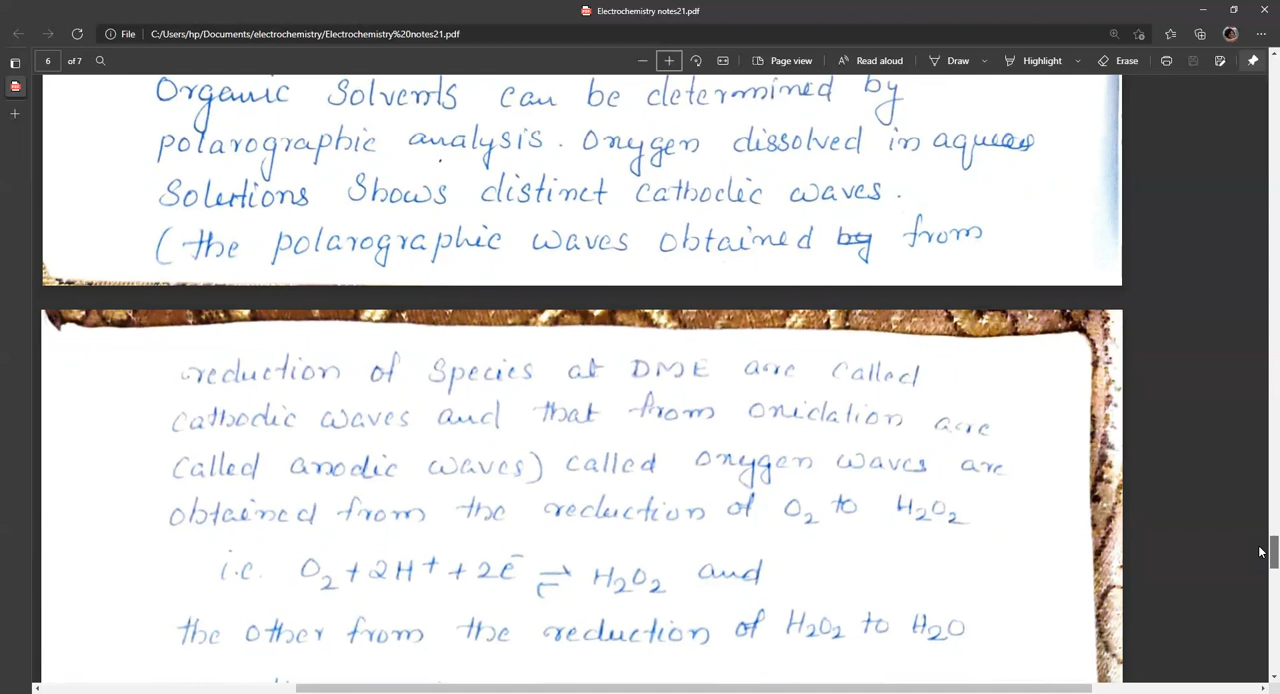 Electrochemistry notes21.pdf
File C:/Users/hp/Documents/electrochemistry/Electrochemistry%20notes21.pdf
6 of 7 Page view Read aloud Draw Highlight Erase
Organic Solvents can be determined by
polarographic analysis. Oxygen dissolved in aqueous
Solutions Shows distinct cathodic waves.
(the polarographic waves obtained by from
reduction of species at DME are called
cathodic waves and that from oxidation are
called anodic waves) called oxygen waves are
obtained from the reduction of O₂ to H₂O₂
i.e. O₂ + 2H⁺ + 2e⁻ ⇌ H₂O₂ and
the other from the reduction of H₂O₂ to H₂O